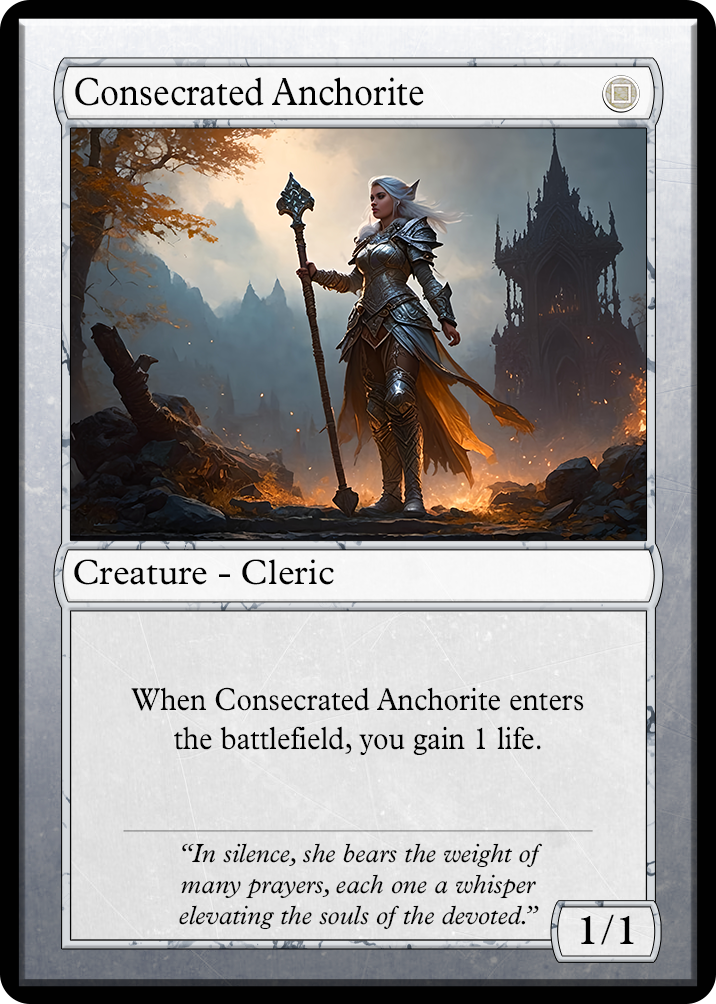 Consecrated Anchorite
Creature - Cleric
When Consecrated Anchorite enters
the battlefield, you gain 1 life.
“In silence, she bears the weight of
many prayers, each one a whisper
elevating the souls of the devoted.”
1/1